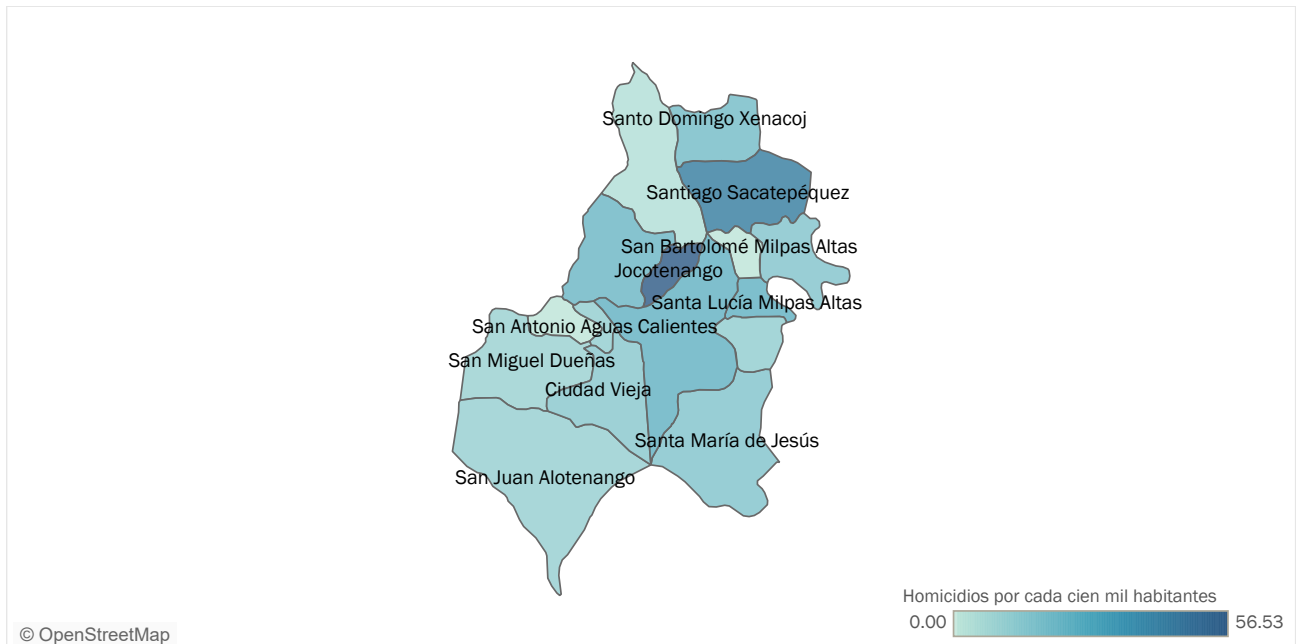 Santo Domingo Xenacoj
Santiago Sacatepéquez
San Bartolomé Milpas Altas
Jocotenango
Santa Lucía Milpas Altas
San Antonio Aguas Calientes
San Miguel Dueñas
Ciudad Vieja
Santa María de Jesús
San Juan Alotenango
Homicidios por cada cien mil habitantes
0.00 56.53
© OpenStreetMap